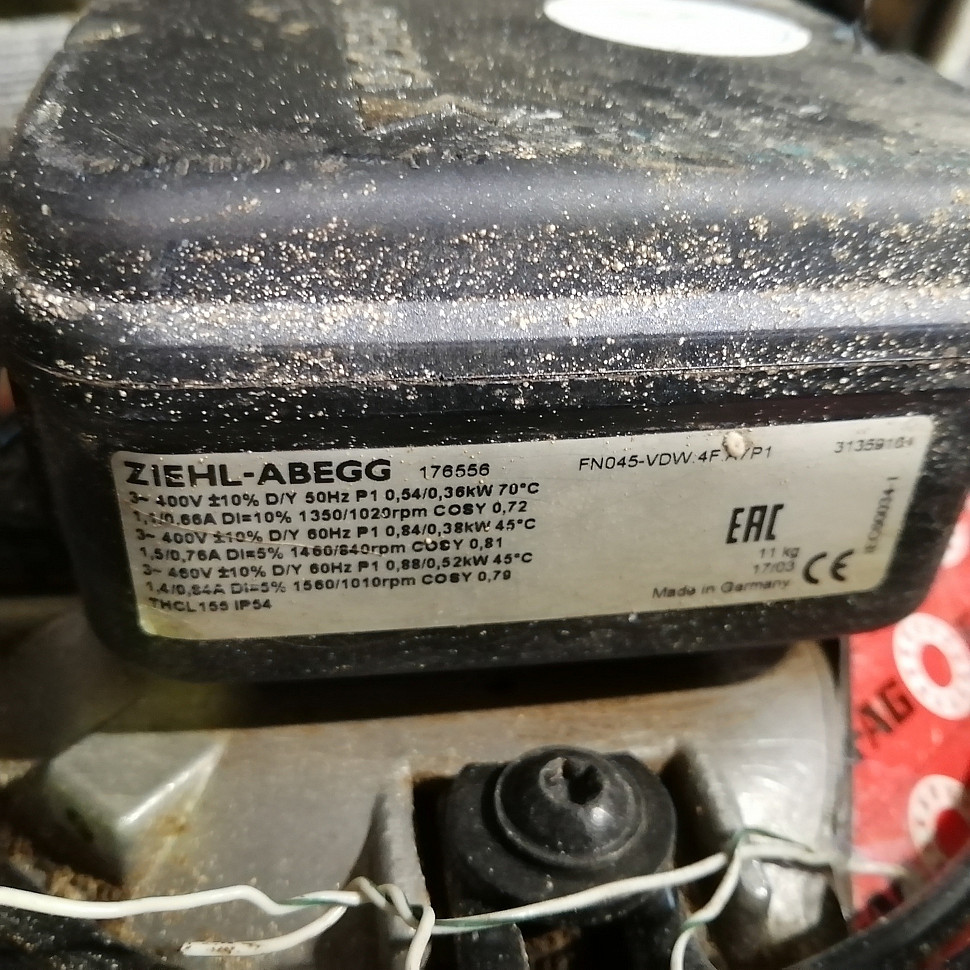 ZIEHL-ABEGG 176556 FN045-VDW.4F.A7P1
3~ 400V ±10% D/Y 50Hz P1 0,54/0,36kW 70°C
1,1/0,66A DI=10% 1350/1020rpm COSY 0,72
3~ 400V ±10% D/Y 60Hz P1 0,84/0,38kW 45°C
1,5/0,76A DI=5% 1460/840rpm COSY 0,81
3~ 460V ±10% D/Y 60Hz P1 0,88/0,52kW 45°C
1,4/0,84A DI=5% 1560/1010rpm COSY 0,79
THCL155 IP54
EAC
11 kg
17/03
CE
Made in Germany
-AG